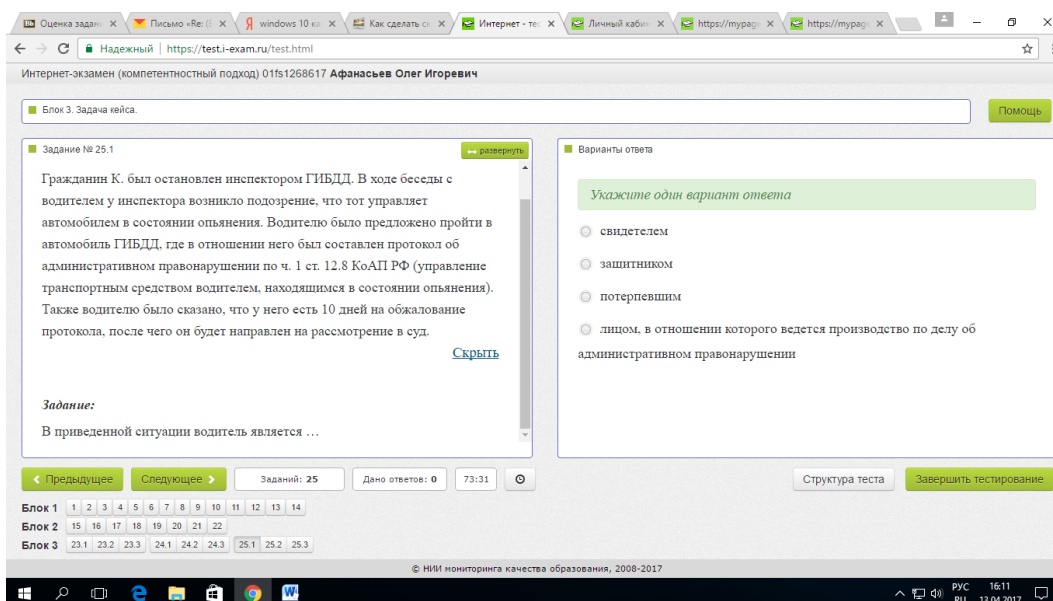 Оценка задан
Письмо «Re: (
windows 10 ка
Как сделать ск
Интернет - тес
Личный кабин
https://mypag
https://mypag
Надежный | https://test.i-exam.ru/test.html
Интернет-экзамен (компетентностный подход) 01fs1268617 Афанасьев Олег Игоревич
Блок 3. Задача кейса.
Помощь
Задание № 25.1
развернуть
Гражданин К. был остановлен инспектором ГИБДД. В ходе беседы с
водителем у инспектора возникло подозрение, что тот управляет
автомобилем в состоянии опьянения. Водителю было предложено пройти в
автомобиль ГИБДД, где в отношении него был составлен протокол об
административном правонарушении по ч. 1 ст. 12.8 КоАП РФ (управление
транспортным средством водителем, находящимся в состоянии опьянения).
Также водителю было сказано, что у него есть 10 дней на обжалование
протокола, после чего он будет направлен на рассмотрение в суд.
Скрыть
Задание:
В приведенной ситуации водитель является …
Варианты ответа
Укажите один вариант ответа
свидетелем
защитником
потерпевшим
лицом, в отношении которого ведется производство по делу об
административном правонарушении
Предыдущее
Следующее
Заданий: 25
Дано ответов: 0
73:31
Структура теста
Завершить тестирование
Блок 1 1 2 3 4 5 6 7 8 9 10 11 12 13 14
Блок 2 15 16 17 18 19 20 21 22
Блок 3 23.1 23.2 23.3 24.1 24.2 24.3 25.1 25.2 25.3
© НИИ мониторинга качества образования, 2008-2017
РУС 16:11
RU 13.04.2017